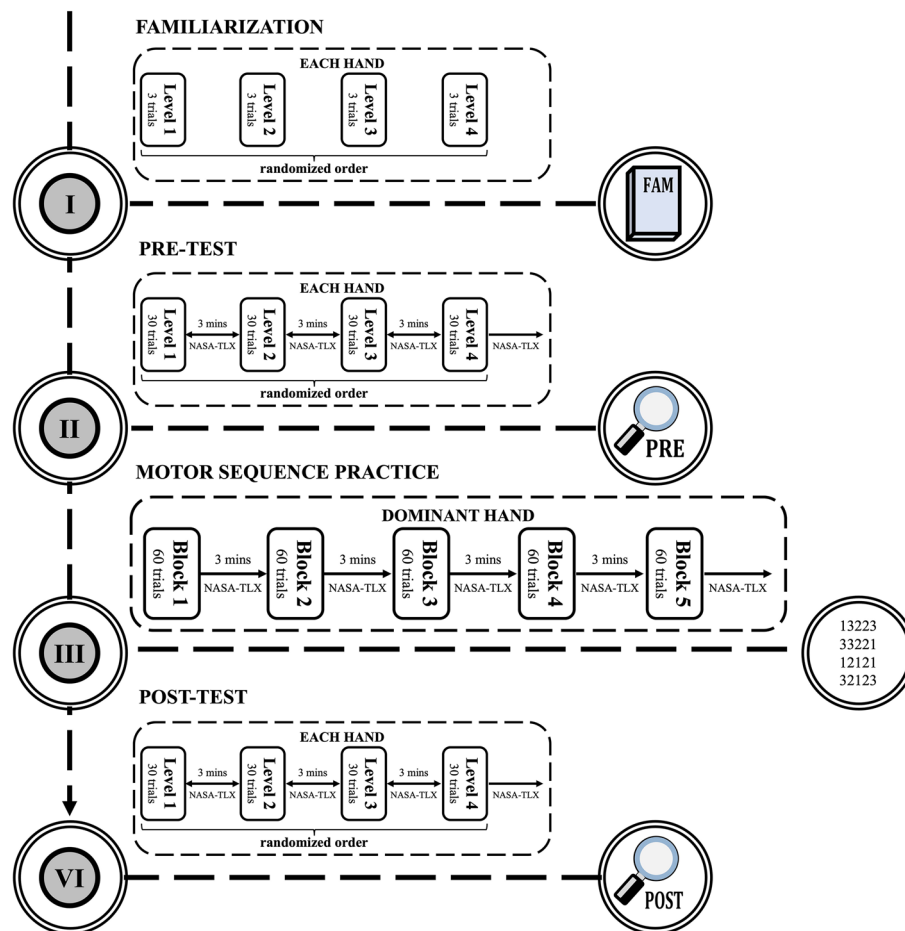 FAMILIARIZATION
EACH HAND
Level 1
3 trials
Level 2
3 trials
Level 3
3 trials
Level 4
3 trials
randomized order
I
FAM
PRE-TEST
EACH HAND
Level 1
30 trials
3 mins
NASA-TLX
Level 2
30 trials
3 mins
NASA-TLX
Level 3
30 trials
3 mins
NASA-TLX
Level 4
30 trials
NASA-TLX
randomized order
II
PRE
MOTOR SEQUENCE PRACTICE
DOMINANT HAND
Block 1
60 trials
3 mins
NASA-TLX
Block 2
60 trials
3 mins
NASA-TLX
Block 3
60 trials
3 mins
NASA-TLX
Block 4
60 trials
3 mins
NASA-TLX
Block 5
60 trials
NASA-TLX
III
13223
33221
12121
32123
POST-TEST
EACH HAND
Level 1
30 trials
3 mins
NASA-TLX
Level 2
30 trials
3 mins
NASA-TLX
Level 3
30 trials
3 mins
NASA-TLX
Level 4
30 trials
NASA-TLX
randomized order
VI
POST